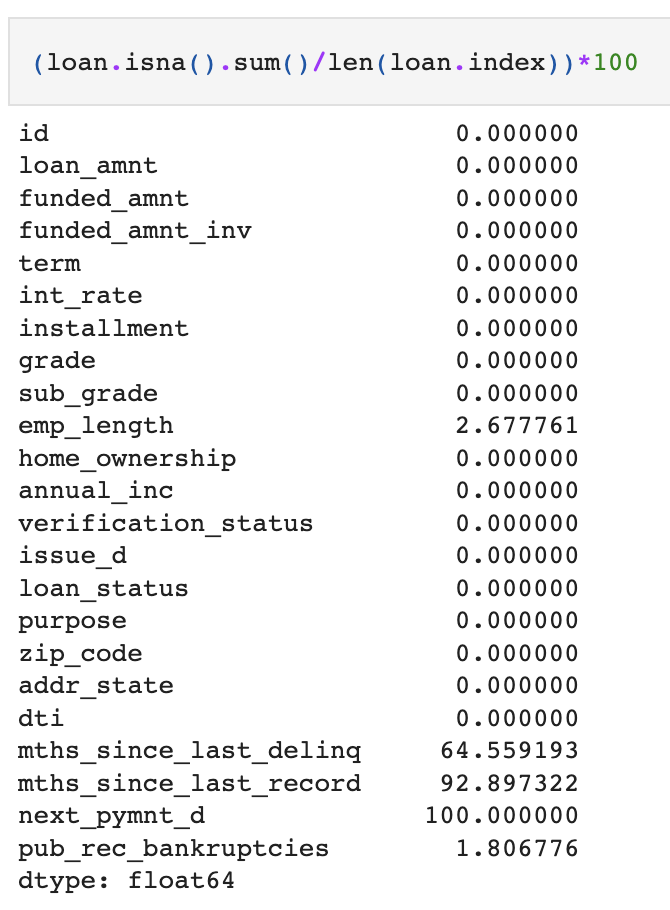 (loan.isna().sum()/len(loan.index))*100
id 0.000000
loan_amnt 0.000000
funded_amnt 0.000000
funded_amnt_inv 0.000000
term 0.000000
int_rate 0.000000
installment 0.000000
grade 0.000000
sub_grade 0.000000
emp_length 2.677761
home_ownership 0.000000
annual_inc 0.000000
verification_status 0.000000
issue_d 0.000000
loan_status 0.000000
purpose 0.000000
zip_code 0.000000
addr_state 0.000000
dti 0.000000
mths_since_last_delinq 64.559193
mths_since_last_record 92.897322
next_pymnt_d 100.000000
pub_rec_bankruptcies 1.806776
dtype: float64